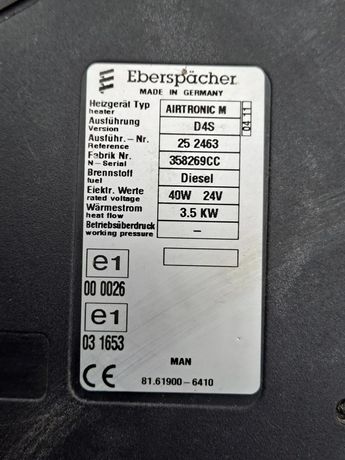 Eberspächer
MADE IN GERMANY
Heizgerät Typ AIRTRONIC M
heater
Ausführung D4S
Version
04 11
Ausführ.-Nr. 25 2463
Reference
Fabrik Nr. 358269CC
N-Serial
Brennstoff Diesel
fuel
Elektr. Werte 40W 24V
rated voltage
Wärmestrom 3.5 KW
heat flow
Betriebsüberdruck –
working pressure
e1
00 0026
e1
03 1653
MAN
CE 81.61900-6410